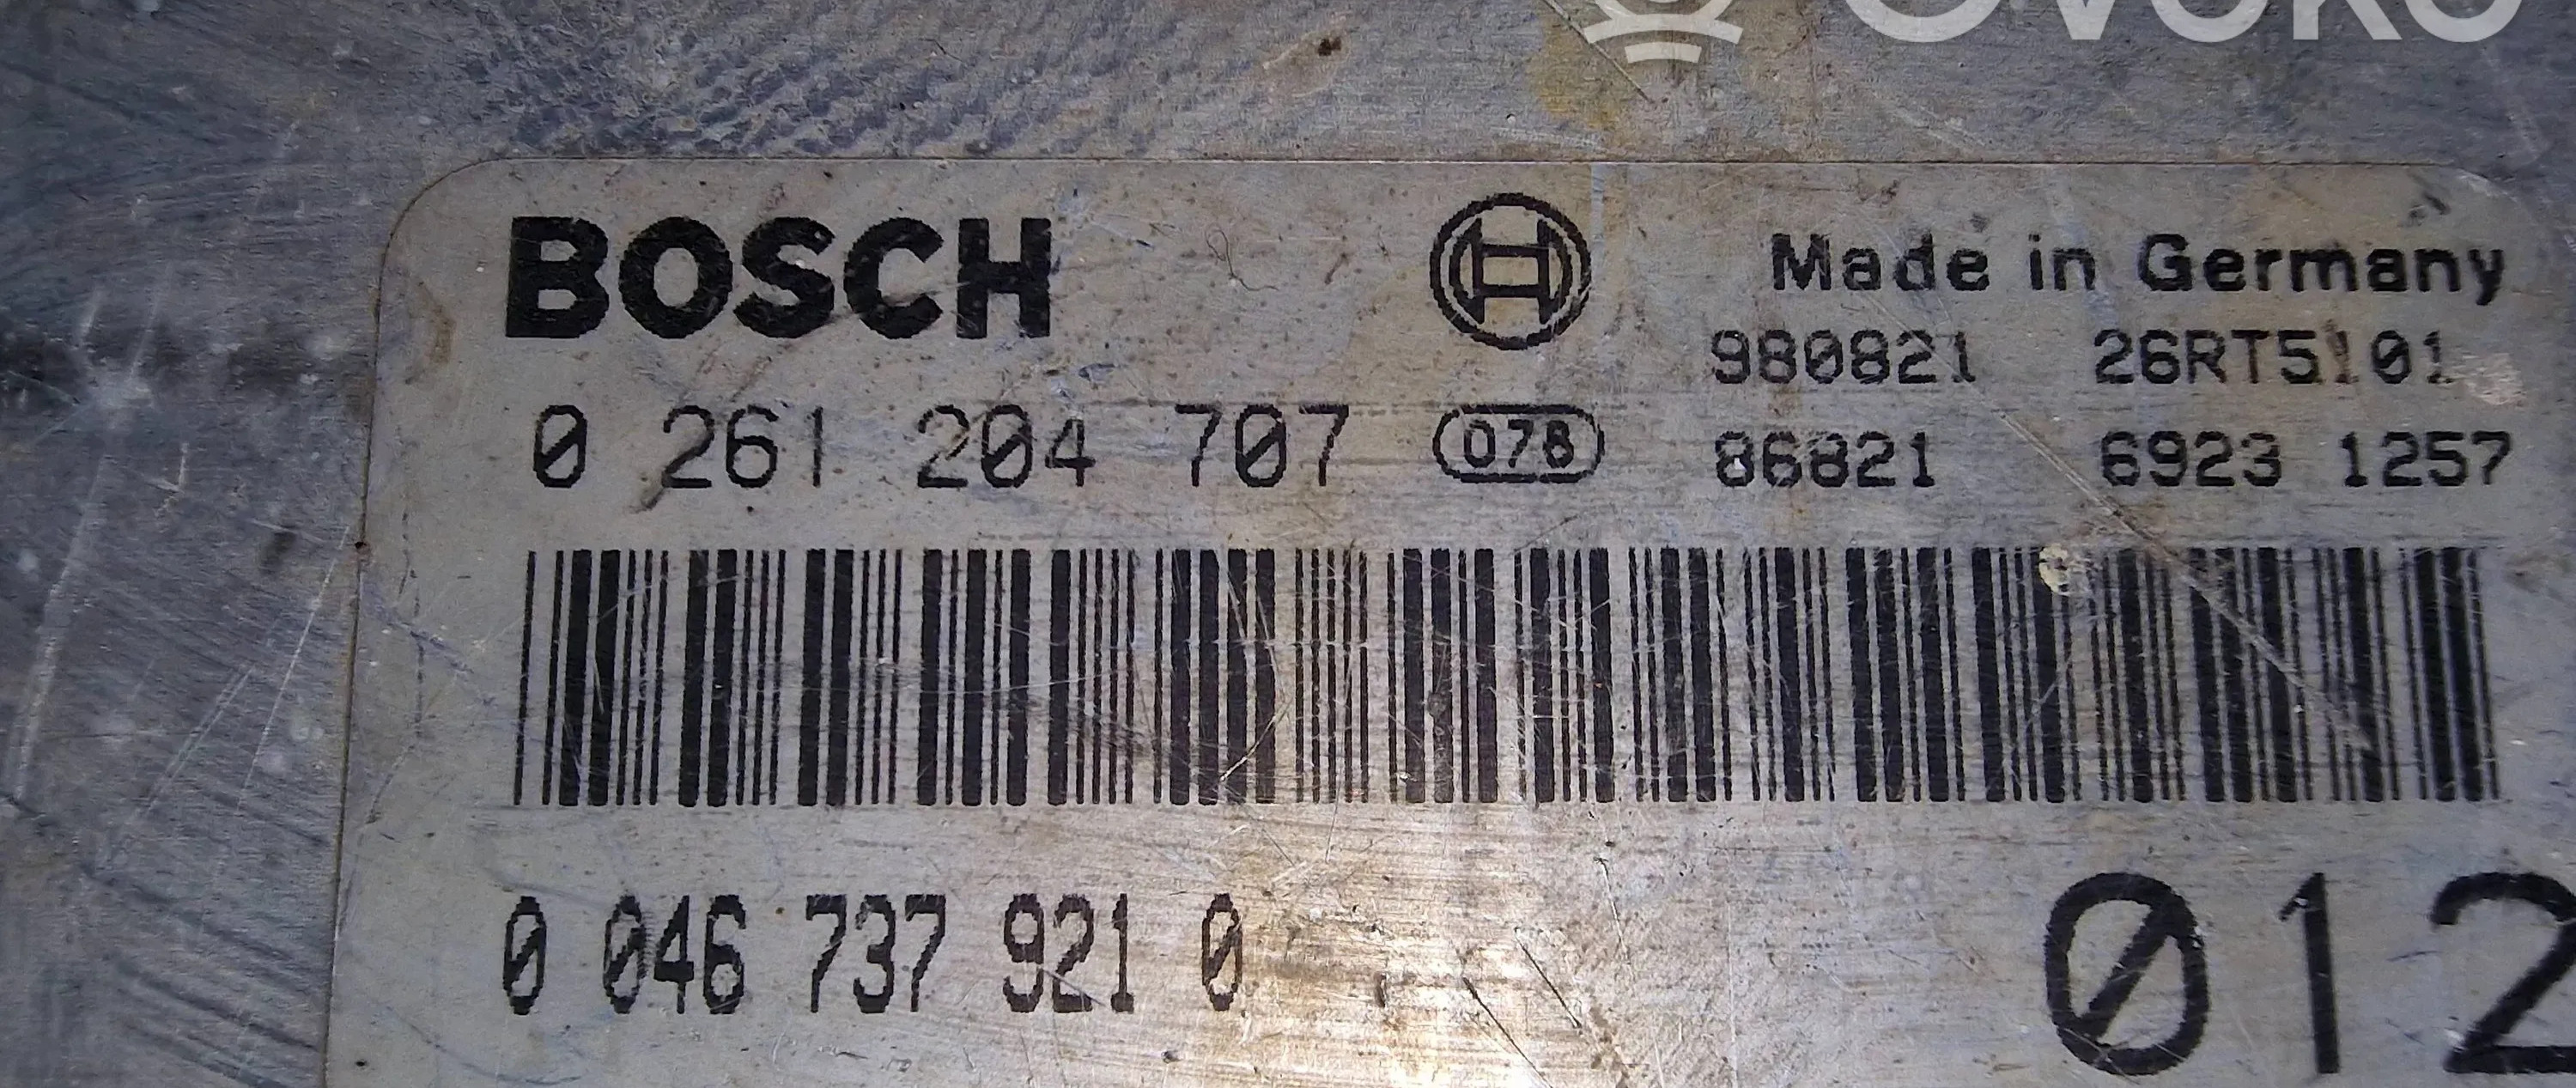 Ovoko
BOSCH Made in Germany
980821 26RT5101
0 261 204 707 078 86821 6923 1257
0 046 737 921 0 012